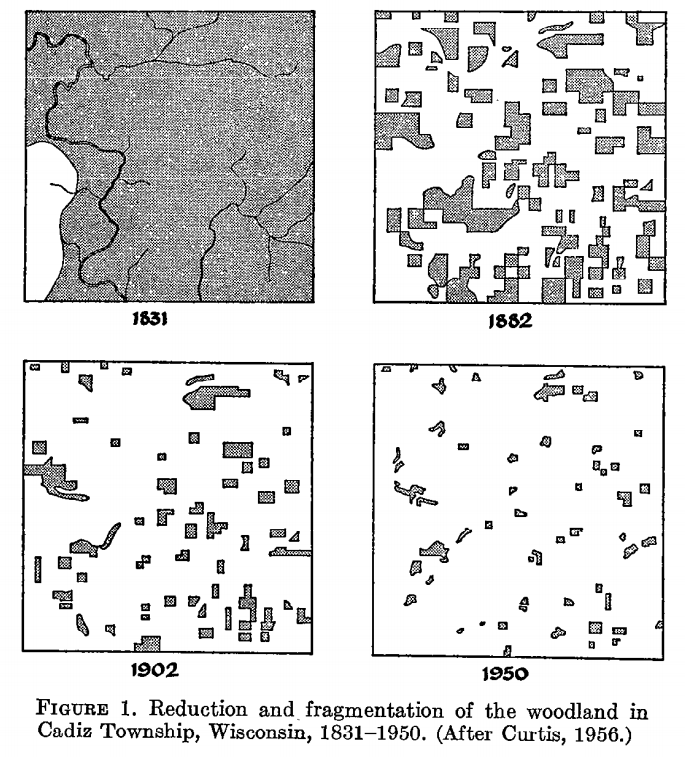 1831
1882
1902
1950
FIGURE 1. Reduction and fragmentation of the woodland in
Cadiz Township, Wisconsin, 1831–1950. (After Curtis, 1956.)